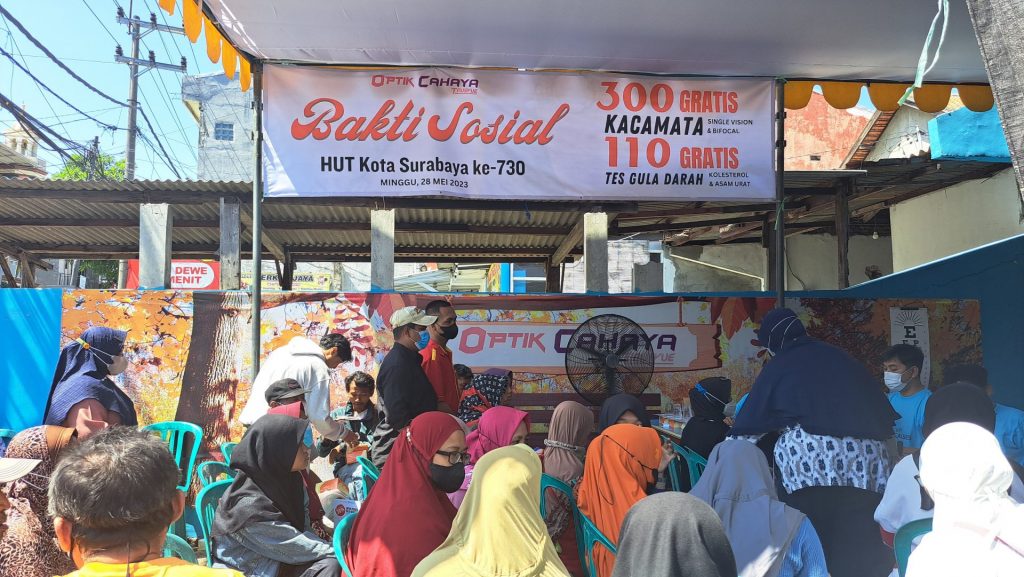 OPTIK CAHAYA
Bakti Sosial
HUT Kota Surabaya ke-730
MINGGU, 28 MEI 2023
300 GRATIS
KACAMATA SINGLE VISION & BIFOCAL
110 GRATIS
TES GULA DARAH KOLESTEROL & ASAM URAT
DEWE
MENIT
OPTIK CAHAYA
E